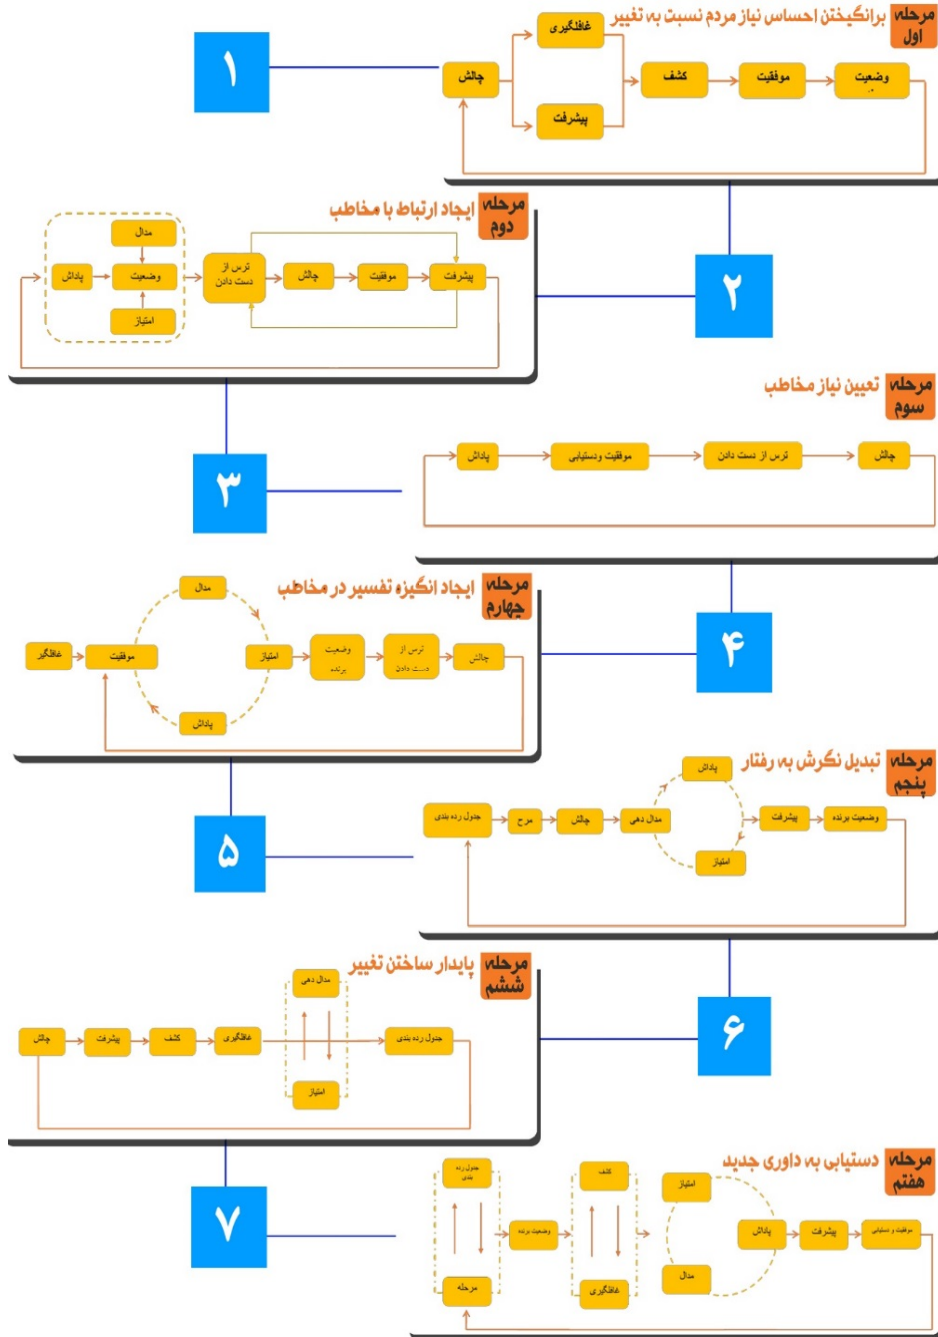 مرحله اول
برانگیختن احساس نیاز مردم نسبت به تغییر
۱
چالش
غافلگیری
پیشرفت
کشف
موفقیت
وضعیت
مرحله دوم
ایجاد ارتباط با مخاطب
۲
مدال
پاداش
وضعیت
امتیاز
ترس از
دست دادن
چالش
موفقیت
پیشرفت
مرحله سوم
تعیین نیاز مخاطب
۳
پاداش
موفقیت ودستیابی
ترس از دست دادن
چالش
مرحله چهارم
ایجاد انگیزه تفسیر در مخاطب
۴
غافلگیر
موفقیت
مدال
پاداش
امتیاز
وضعیت
برنده
ترس از
دست دادن
چالش
مرحله پنجم
تبدیل نگرش به رفتار
۵
جدول رده بندی
مرح
چالش
مدال دهی
پاداش
امتیاز
پیشرفت
وضعیت برنده
مرحله ششم
پایدار ساختن تغییر
۶
چالش
پیشرفت
کشف
غافلگیری
مدال دهی
امتیاز
جدول رده بندی
مرحله هفتم
دستیابی به داوری جدید
۷
جدول رده
بندی
مرحله
وضعیت برنده
کشف
غافلگیری
امتیاز
مدال
پاداش
پیشرفت
موفقیت و دستیابی